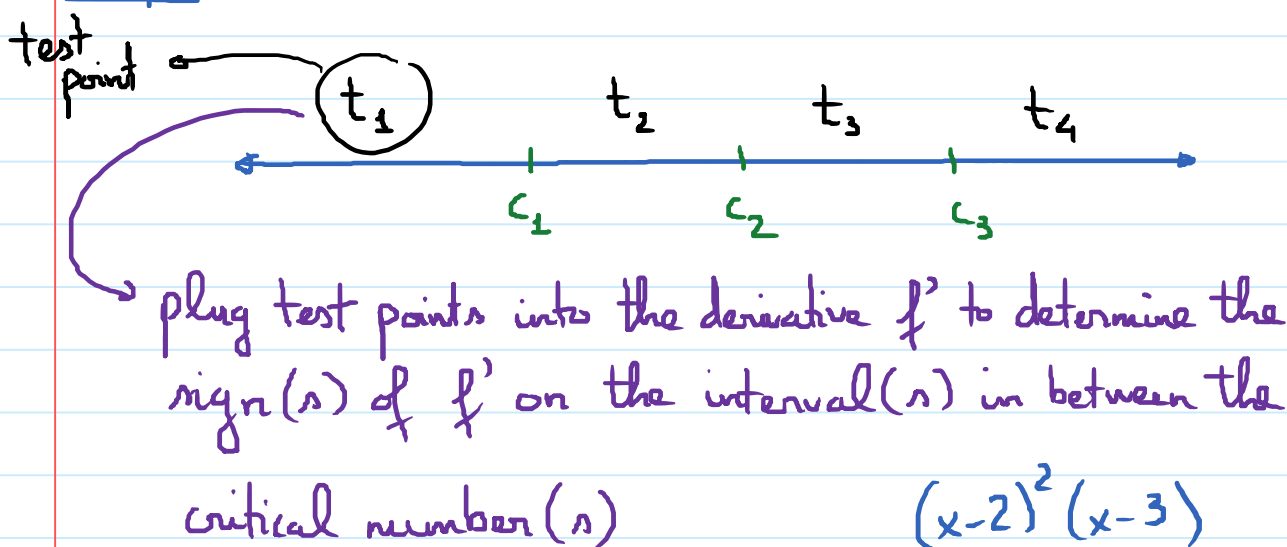 test
point
t₁ t₂ t₃ t₄
c₁ c₂ c₃
plug test points into the derivative f' to determine the
sign(s) of f' on the interval(s) in between the
critical number(s) (x-2)² (x-3)